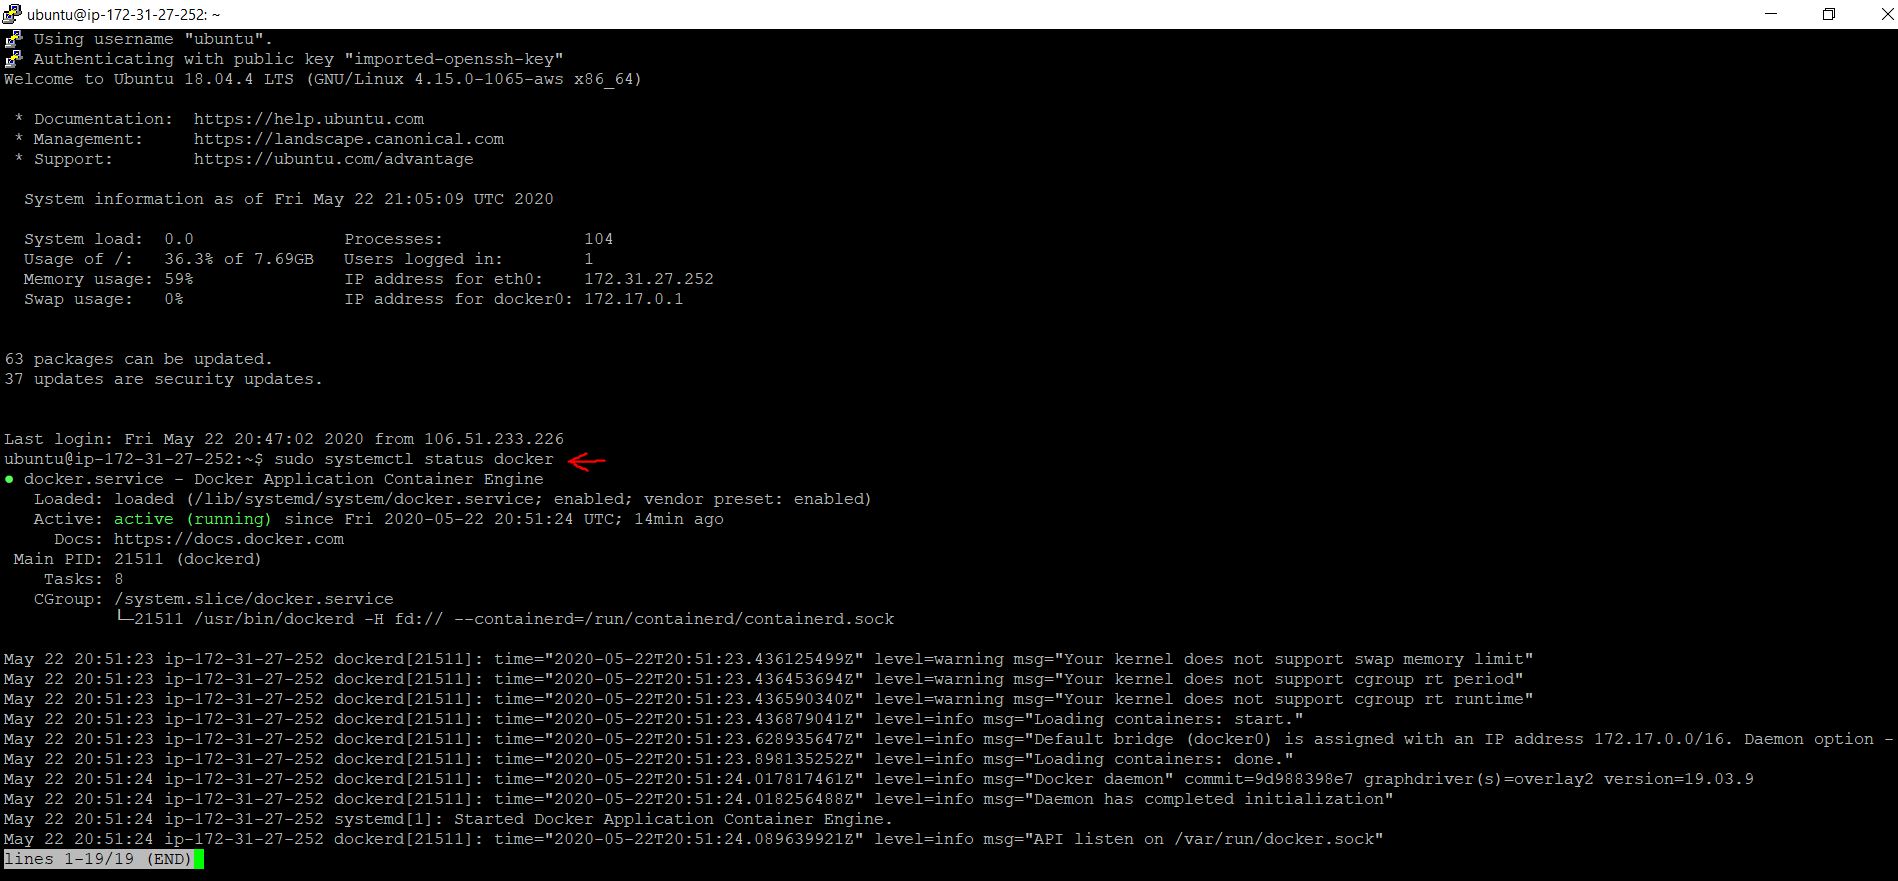 ubuntu@ip-172-31-27-252: ~
Using username "ubuntu".
Authenticating with public key "imported-openssh-key"
Welcome to Ubuntu 18.04.4 LTS (GNU/Linux 4.15.0-1065-aws x86_64)
* Documentation:  https://help.ubuntu.com
* Management:     https://landscape.canonical.com
* Support:        https://ubuntu.com/advantage
System information as of Fri May 22 21:05:09 UTC 2020
System load:  0.0               Processes:              104
Usage of /:   36.3% of 7.69GB   Users logged in:        1
Memory usage: 59%               IP address for eth0:    172.31.27.252
Swap usage:   0%                IP address for docker0: 172.17.0.1
63 packages can be updated.
37 updates are security updates.
Last login: Fri May 22 20:47:02 2020 from 106.51.233.226
ubuntu@ip-172-31-27-252:~$ sudo systemctl status docker
● docker.service - Docker Application Container Engine
Loaded: loaded (/lib/systemd/system/docker.service; enabled; vendor preset: enabled)
Active: active (running) since Fri 2020-05-22 20:51:24 UTC; 14min ago
Docs: https://docs.docker.com
Main PID: 21511 (dockerd)
Tasks: 8
CGroup: /system.slice/docker.service
└─21511 /usr/bin/dockerd -H fd:// --containerd=/run/containerd/containerd.sock
May 22 20:51:23 ip-172-31-27-252 dockerd[21511]: time="2020-05-22T20:51:23.436125499Z" level=warning msg="Your kernel does not support swap memory limit"
May 22 20:51:23 ip-172-31-27-252 dockerd[21511]: time="2020-05-22T20:51:23.436453694Z" level=warning msg="Your kernel does not support cgroup rt period"
May 22 20:51:23 ip-172-31-27-252 dockerd[21511]: time="2020-05-22T20:51:23.436590340Z" level=warning msg="Your kernel does not support cgroup rt runtime"
May 22 20:51:23 ip-172-31-27-252 dockerd[21511]: time="2020-05-22T20:51:23.436879041Z" level=info msg="Loading containers: start."
May 22 20:51:23 ip-172-31-27-252 dockerd[21511]: time="2020-05-22T20:51:23.628935647Z" level=info msg="Default bridge (docker0) is assigned with an IP address 172.17.0.0/16. Daemon option -
May 22 20:51:23 ip-172-31-27-252 dockerd[21511]: time="2020-05-22T20:51:23.898135252Z" level=info msg="Loading containers: done."
May 22 20:51:24 ip-172-31-27-252 dockerd[21511]: time="2020-05-22T20:51:24.017817461Z" level=info msg="Docker daemon" commit=9d988398e7 graphdriver(s)=overlay2 version=19.03.9
May 22 20:51:24 ip-172-31-27-252 dockerd[21511]: time="2020-05-22T20:51:24.018256488Z" level=info msg="Daemon has completed initialization"
May 22 20:51:24 ip-172-31-27-252 systemd[1]: Started Docker Application Container Engine.
May 22 20:51:24 ip-172-31-27-252 dockerd[21511]: time="2020-05-22T20:51:24.089639921Z" level=info msg="API listen on /var/run/docker.sock"
lines 1-19/19 (END)